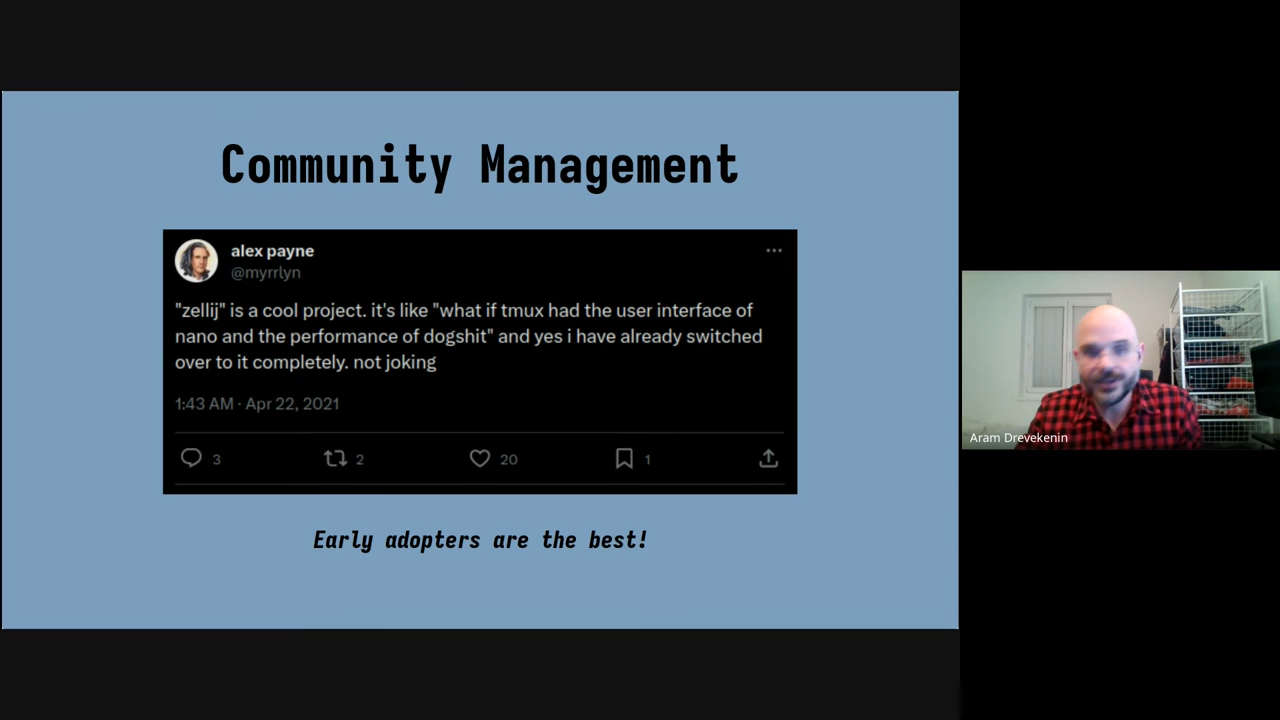 Community Management
alex payne
@myrrlyn
"zellij" is a cool project. it's like "what if tmux had the user interface of
nano and the performance of dogshit" and yes i have already switched
over to it completely. not joking
1:43 AM · Apr 22, 2021
3 2 20 1
Early adopters are the best!
Aram Drevekenin